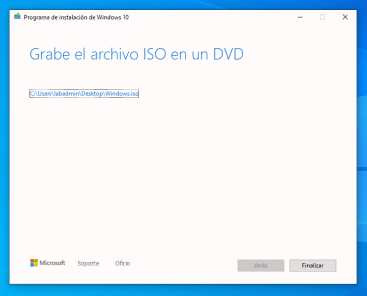 Programa de instalación de Windows 10
Grabe el archivo ISO en un DVD
C:\Users\labadmin\Desktop\Windows.iso
Microsoft Soporte Oficio Atrás Finalizar